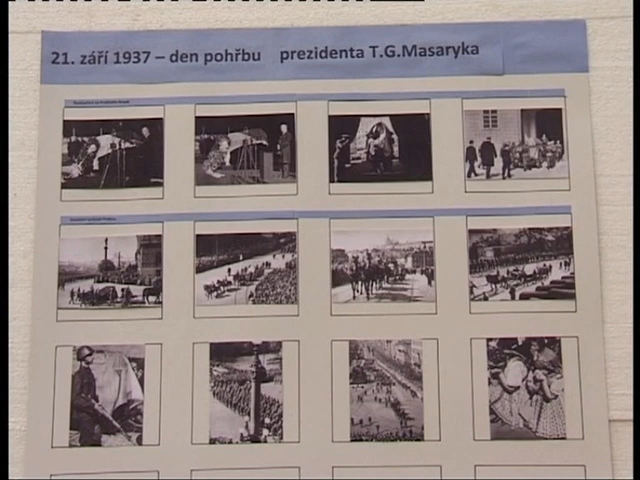 21. září 1937 – den pohřbu prezidenta T.G.Masaryka